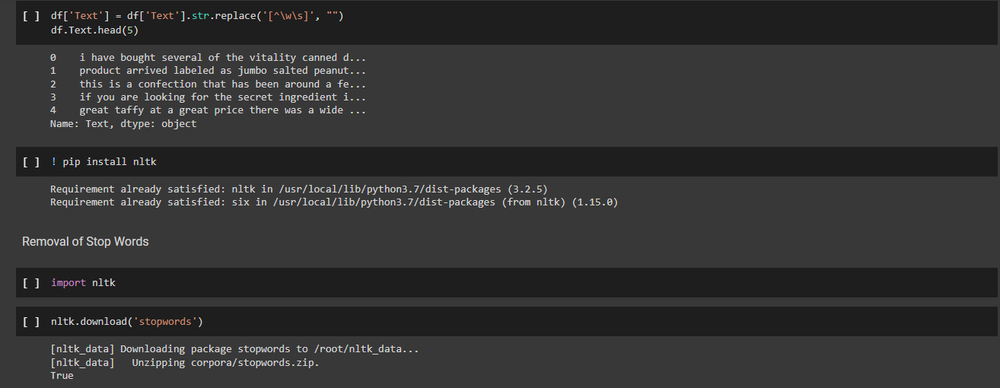 [ ] df['Text'] = df['Text'].str.replace('[^\w\s]', "")
df.Text.head(5)
0    i have bought several of the vitality canned d...
1    product arrived labeled as jumbo salted peanut...
2    this is a confection that has been around a fe...
3    if you are looking for the secret ingredient i...
4    great taffy at a great price there was a wide ...
Name: Text, dtype: object
[ ] ! pip install nltk
Requirement already satisfied: nltk in /usr/local/lib/python3.7/dist-packages (3.2.5)
Requirement already satisfied: six in /usr/local/lib/python3.7/dist-packages (from nltk) (1.15.0)
Removal of Stop Words
[ ] import nltk
[ ] nltk.download('stopwords')
[nltk_data] Downloading package stopwords to /root/nltk_data...
[nltk_data]   Unzipping corpora/stopwords.zip.
True